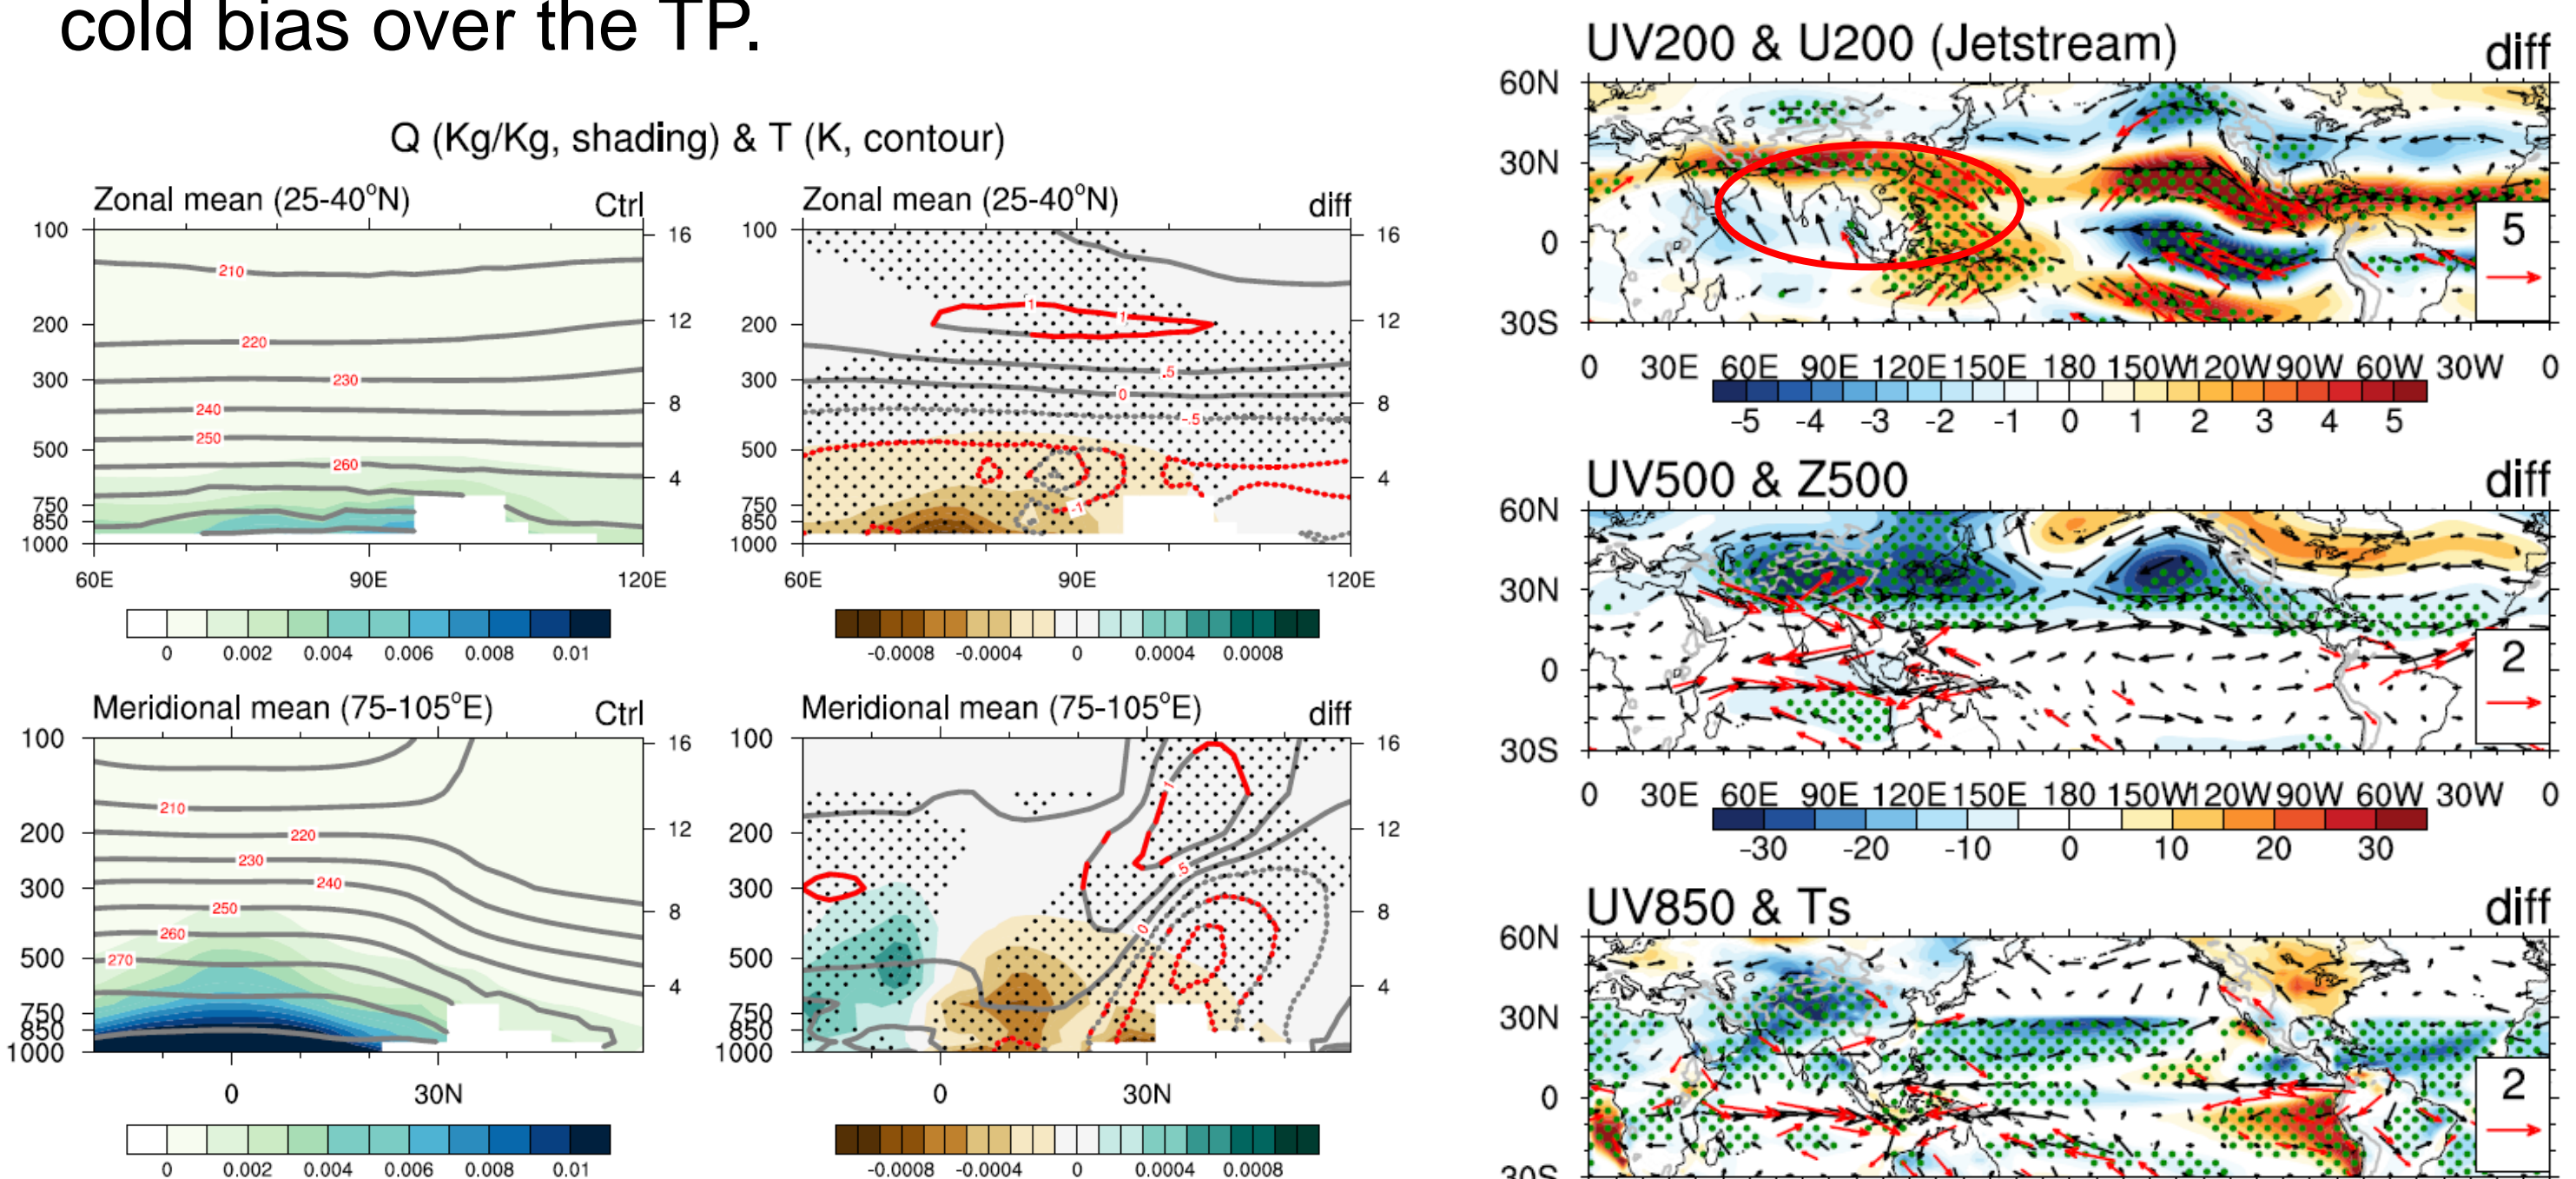 cold bias over the TP.
Q (Kg/Kg, shading) & T (K, contour)
Zonal mean (25-40°N) Ctrl
100
200
300
500
750
850
1000
16
12
8
4
210
220
230
240
250
260
60E 90E 120E
0 0.002 0.004 0.006 0.008 0.01
Zonal mean (25-40°N) diff
100
200
300
500
750
850
1000
16
12
8
4
1
1
.5
0
-.5
-1
60E 90E 120E
-0.0008 -0.0004 0 0.0004 0.0008
Meridional mean (75-105°E) Ctrl
100
200
300
500
750
850
1000
16
12
8
4
210
220
230
240
250
260
270
0 30N
0 0.002 0.004 0.006 0.008 0.01
Meridional mean (75-105°E) diff
100
200
300
500
750
850
1000
16
12
8
4
1
.5
0
0 30N
-0.0008 -0.0004 0 0.0004 0.0008
UV200 & U200 (Jetstream) diff
60N
30N
0
30S
5
0 30E 60E 90E 120E 150E 180 150W 120W 90W 60W 30W 0
-5 -4 -3 -2 -1 0 1 2 3 4 5
UV500 & Z500 diff
60N
30N
0
30S
2
0 30E 60E 90E 120E 150E 180 150W 120W 90W 60W 30W 0
-30 -20 -10 0 10 20 30
UV850 & Ts diff
60N
30N
0
30S
2